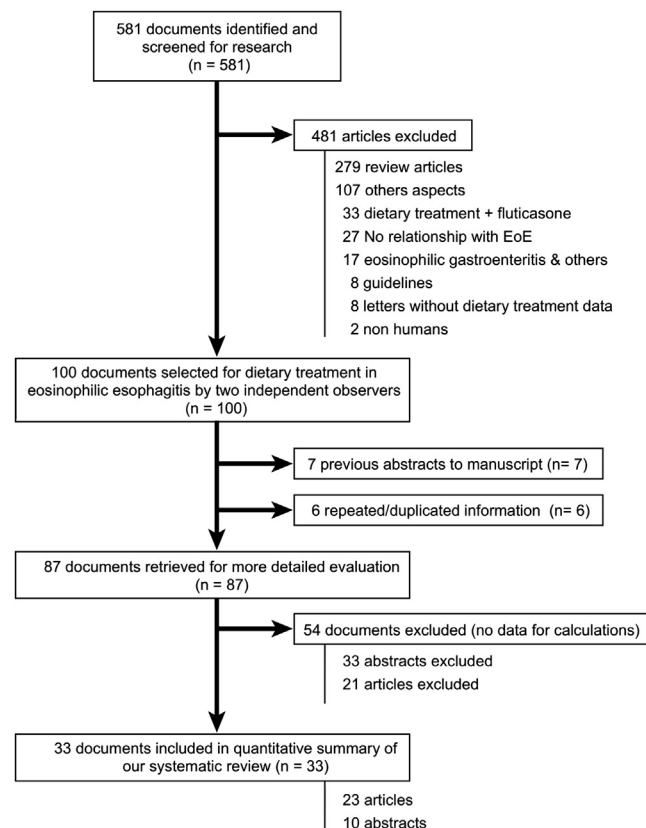 581 documents identified and
screened for research
(n = 581)
481 articles excluded
279 review articles
107 others aspects
33 dietary treatment + fluticasone
27 No relationship with EoE
17 eosinophilic gastroenteritis & others
8 guidelines
8 letters without dietary treatment data
2 non humans
100 documents selected for dietary treatment in
eosinophilic esophagitis by two independent observers
(n = 100)
7 previous abstracts to manuscript (n= 7)
6 repeated/duplicated information (n= 6)
87 documents retrieved for more detailed evaluation
(n = 87)
54 documents excluded (no data for calculations)
33 abstracts excluded
21 articles excluded
33 documents included in quantitative summary of
our systematic review (n = 33)
23 articles
10 abstracts